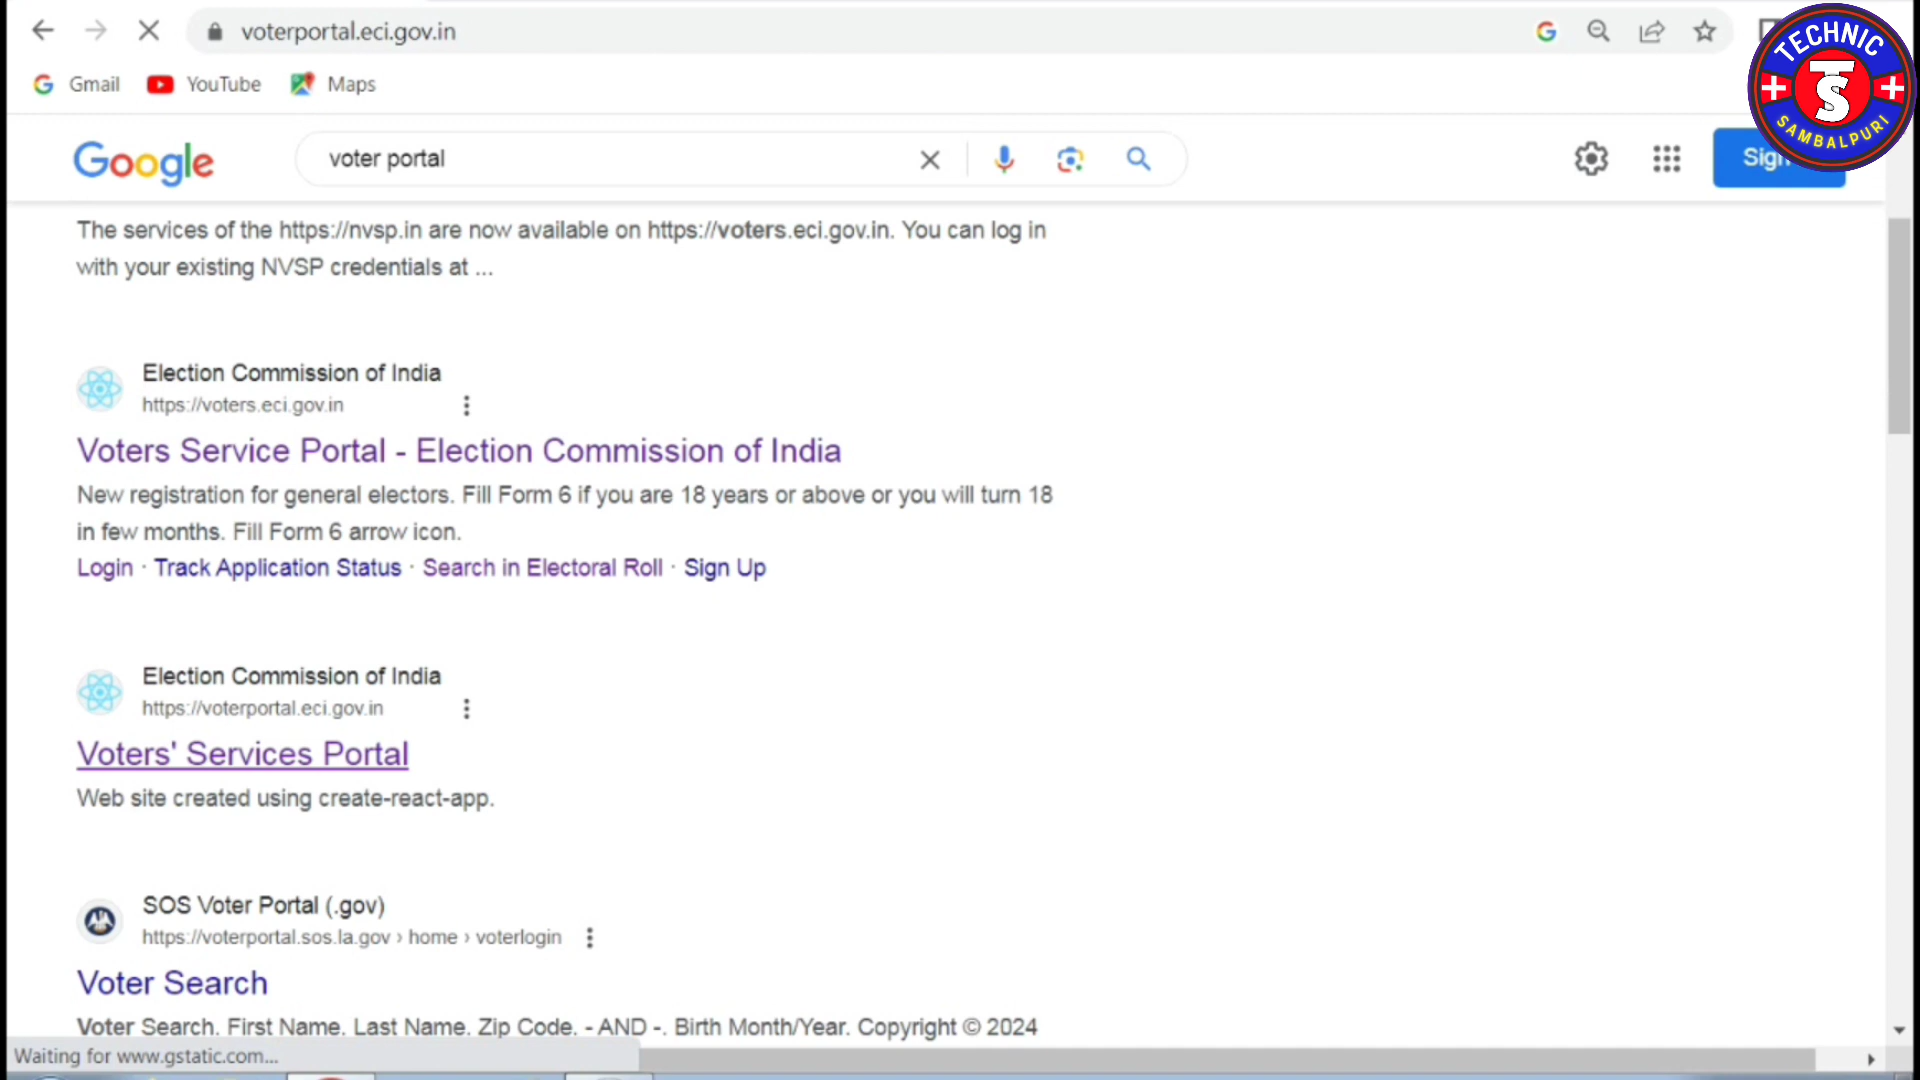 voterportal.eci.gov.in
Gmail YouTube Maps
TECHNIC
TS
SAMBALPURI
Google voter portal
The services of the https://nvsp.in are now available on https://voters.eci.gov.in. You can log in
with your existing NVSP credentials at ...
Election Commission of India
https://voters.eci.gov.in
Voters Service Portal - Election Commission of India
New registration for general electors. Fill Form 6 if you are 18 years or above or you will turn 18
in few months. Fill Form 6 arrow icon.
Login · Track Application Status · Search in Electoral Roll · Sign Up
Election Commission of India
https://voterportal.eci.gov.in
Voters' Services Portal
Web site created using create-react-app.
SOS Voter Portal (.gov)
https://voterportal.sos.la.gov › home › voterlogin
Voter Search
Voter Search. First Name. Last Name. Zip Code. - AND -. Birth Month/Year. Copyright © 2024
Waiting for www.gstatic.com...